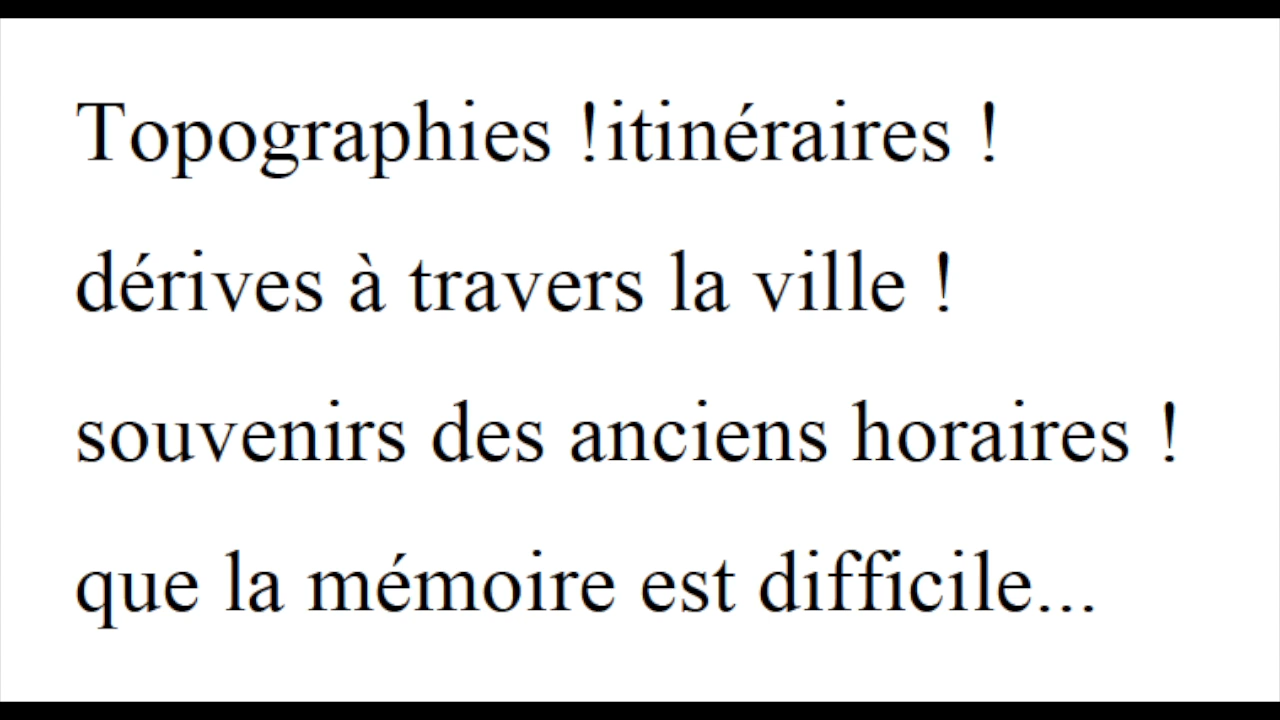 Topographies !itinéraires !
dérives à travers la ville !
souvenirs des anciens horaires !
que la mémoire est difficile...